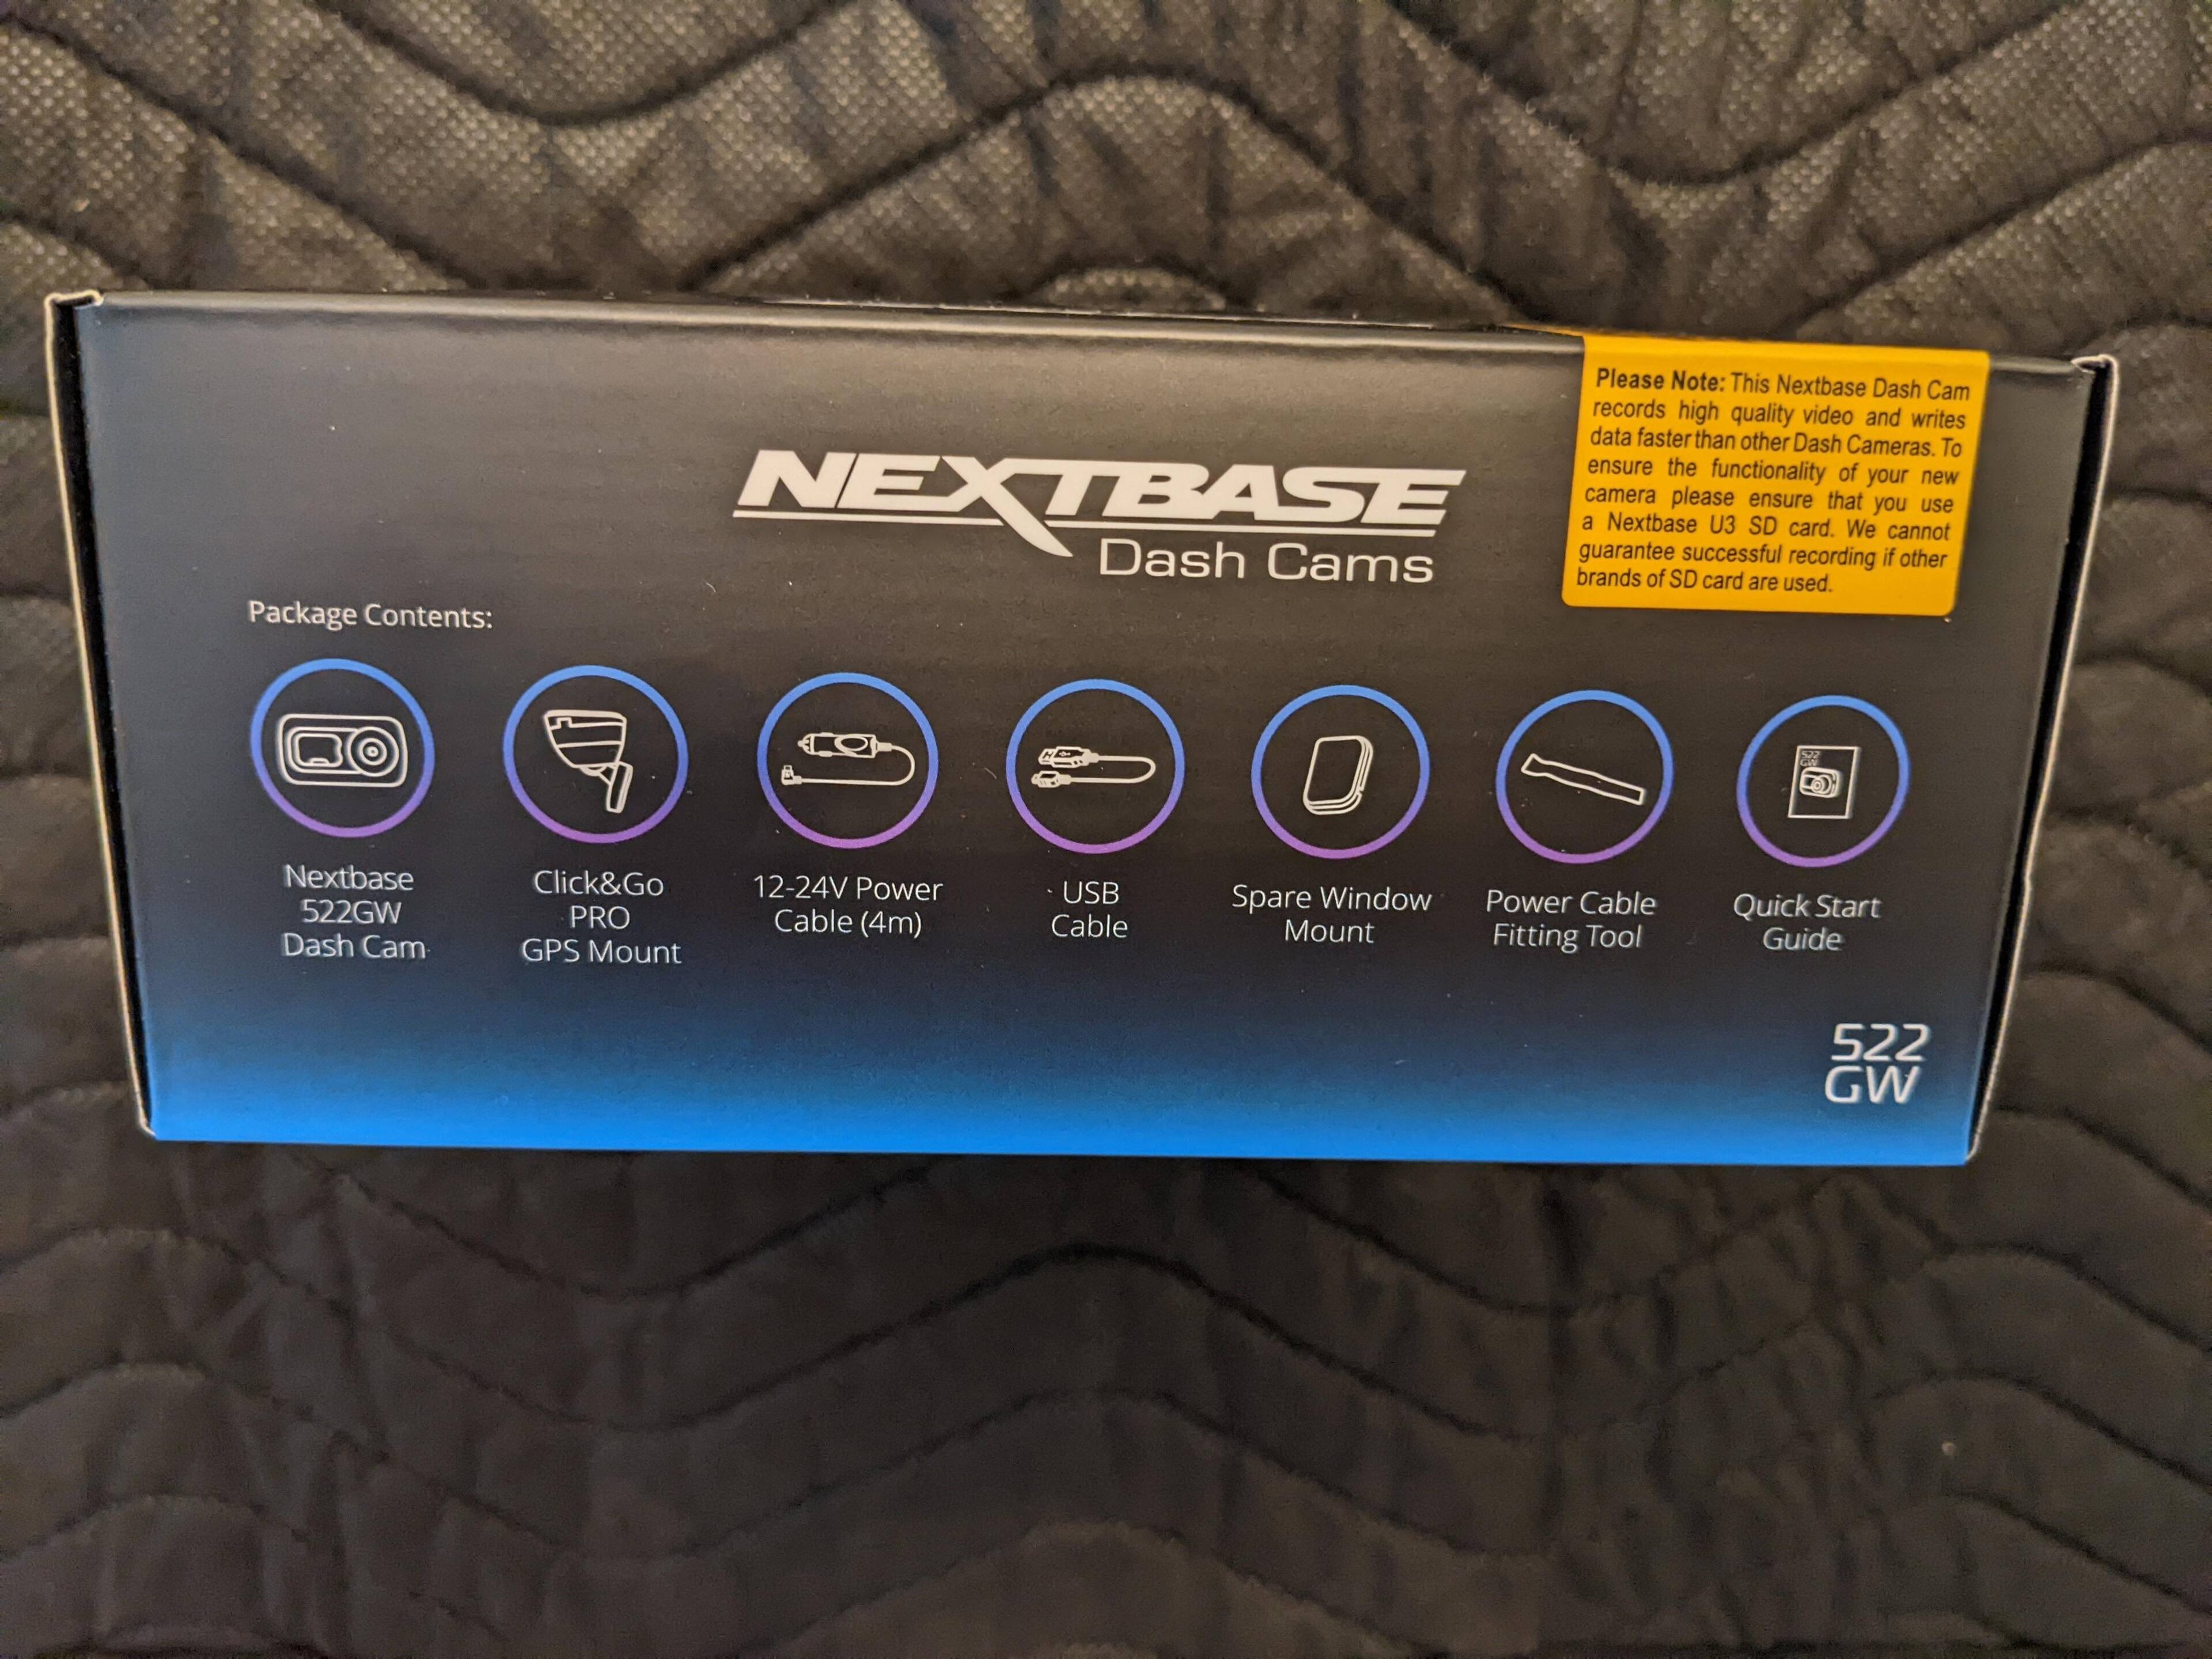 NEXTBASE
Dash Cams
Please Note: This Nextbase Dash Cam
records high quality video and writes
data faster than other Dash Cameras. To
ensure the functionality of your new
camera please ensure that you use
a Nextbase U3 SD card. We cannot
guarantee successful recording if other
brands of SD card are used.
Package Contents:
Nextbase
522GW
Dash Cam
Click&Go
PRO
GPS Mount
12-24V Power
Cable (4m)
USB
Cable
Spare Window
Mount
Power Cable
Fitting Tool
522
GW
Quick Start
Guide
522
GW